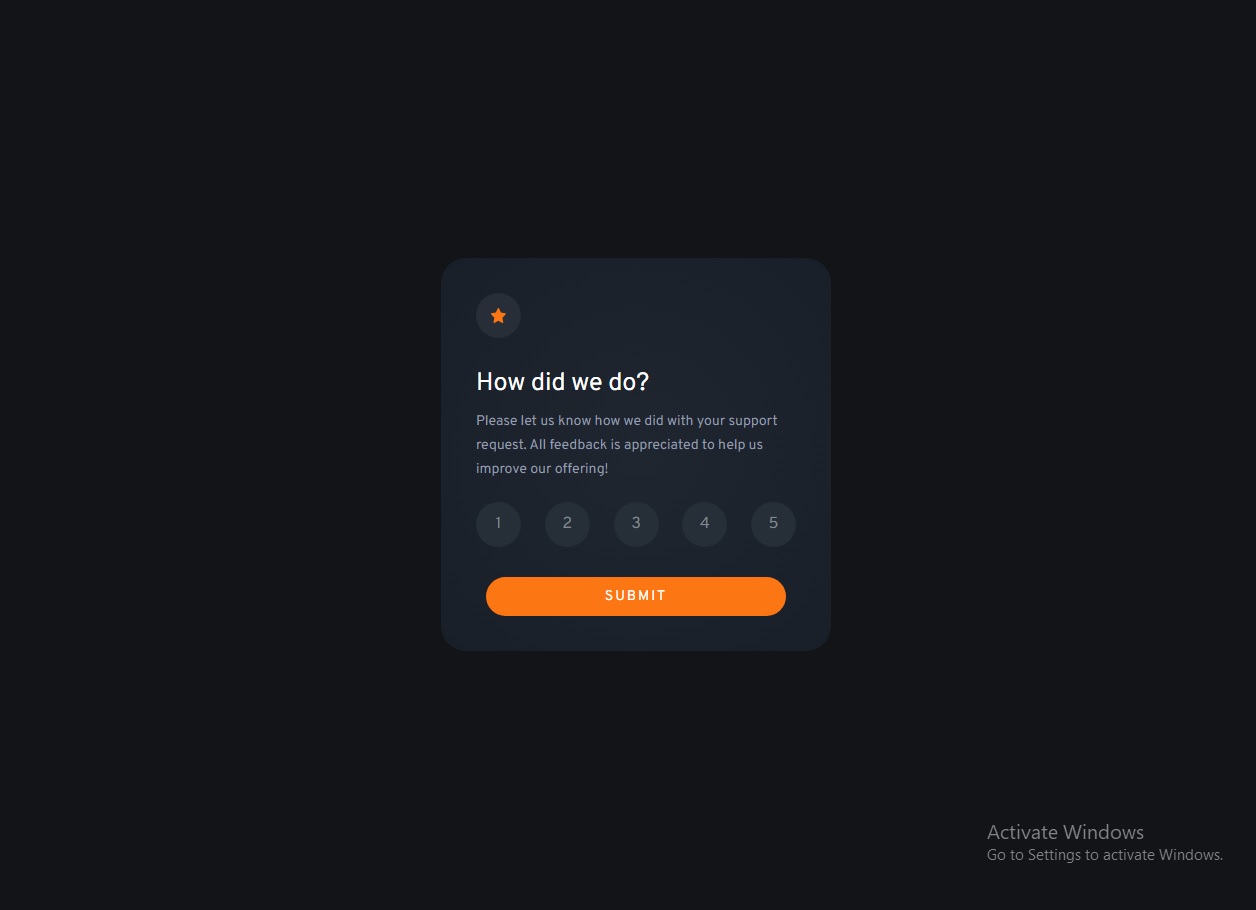 How did we do?
Please let us know how we did with your support
request. All feedback is appreciated to help us
improve our offering!
1 2 3 4 5
SUBMIT
Activate Windows
Go to Settings to activate Windows.